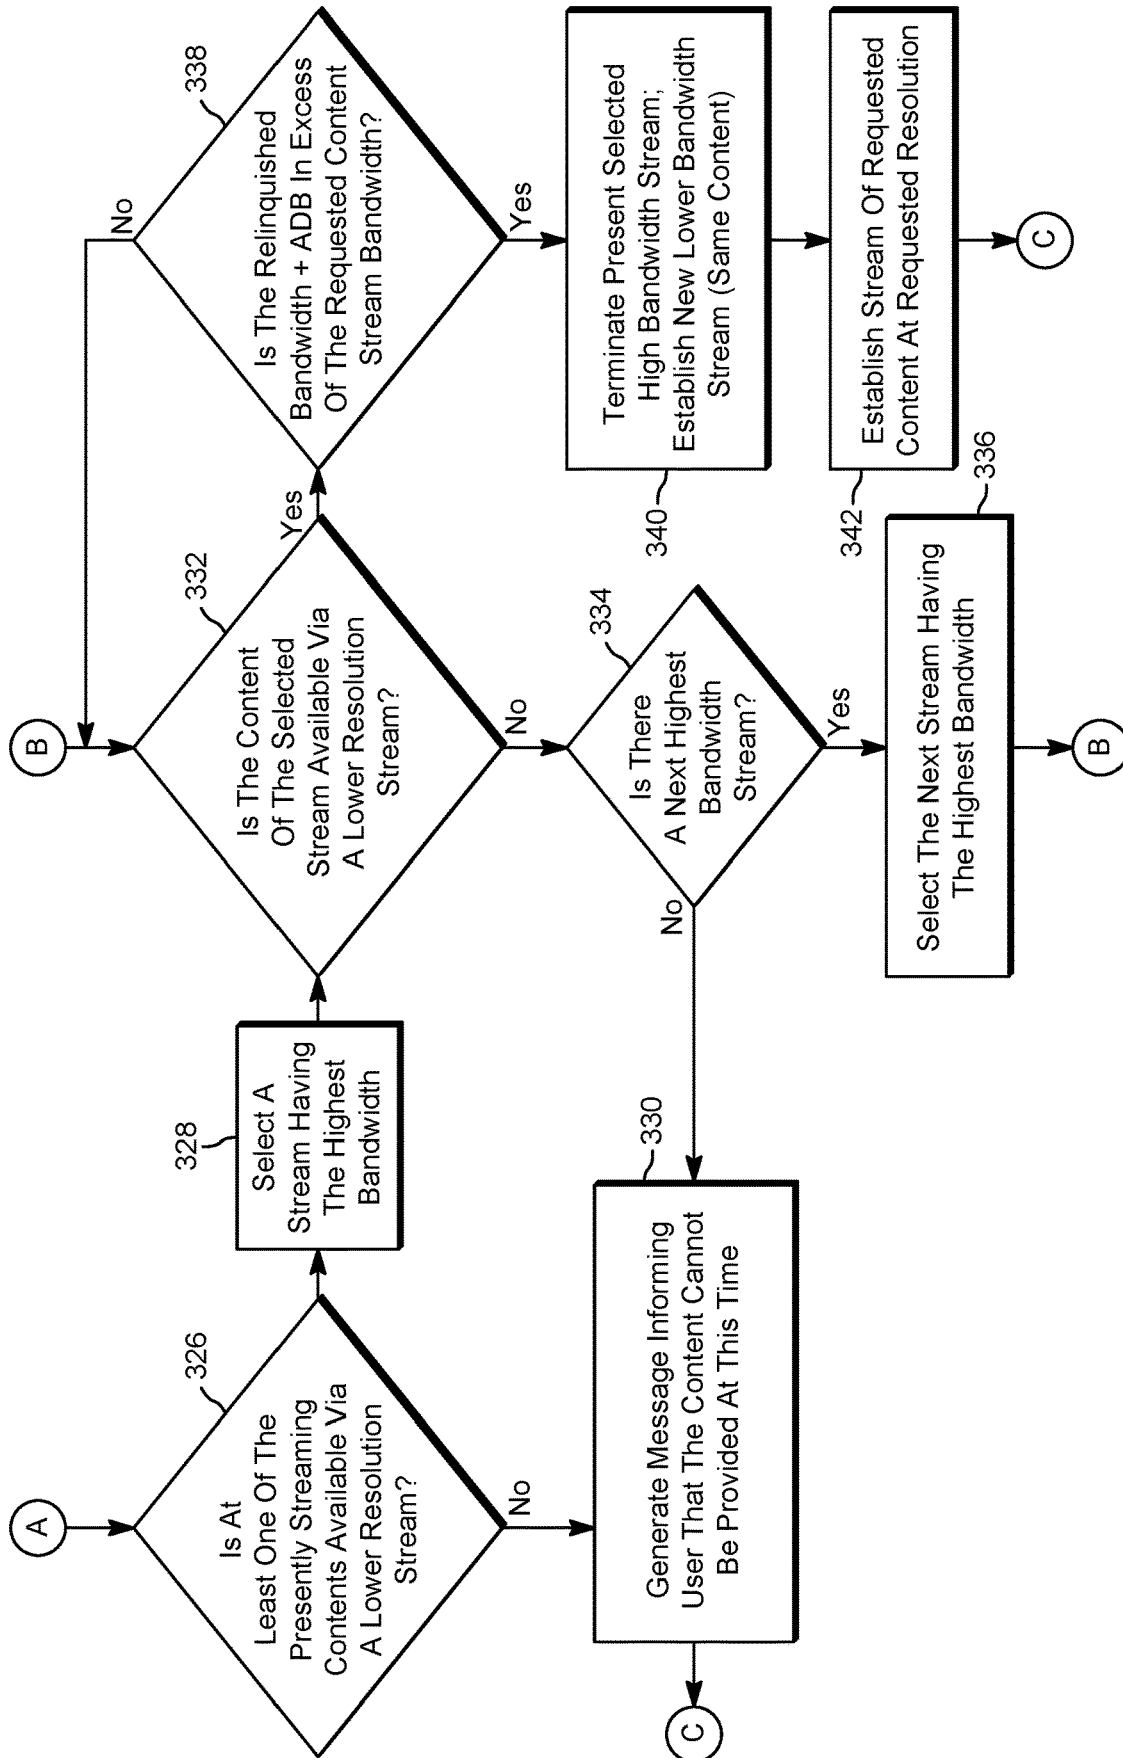 A
326
Is At
Least One Of The
Presently Streaming
Contents Available Via
A Lower Resolution
Stream?
No
328
Select A
Stream Having
The Highest
Bandwidth
B
332
Is The Content
Of The Selected
Stream Available Via
A Lower Resolution
Stream?
Yes
No
338
Is The Relinquished
Bandwidth + ADB In Excess
Of The Requested Content
Stream Bandwidth?
No
Yes
330
Generate Message Informing
User That The Content Cannot
Be Provided At This Time
C
334
Is There
A Next Highest
Bandwidth
Stream?
No
Yes
336
Select The Next Stream Having
The Highest Bandwidth
B
340
Terminate Present Selected
High Bandwidth Stream;
Establish New Lower Bandwidth
Stream (Same Content)
342
Establish Stream Of Requested
Content At Requested Resolution
C